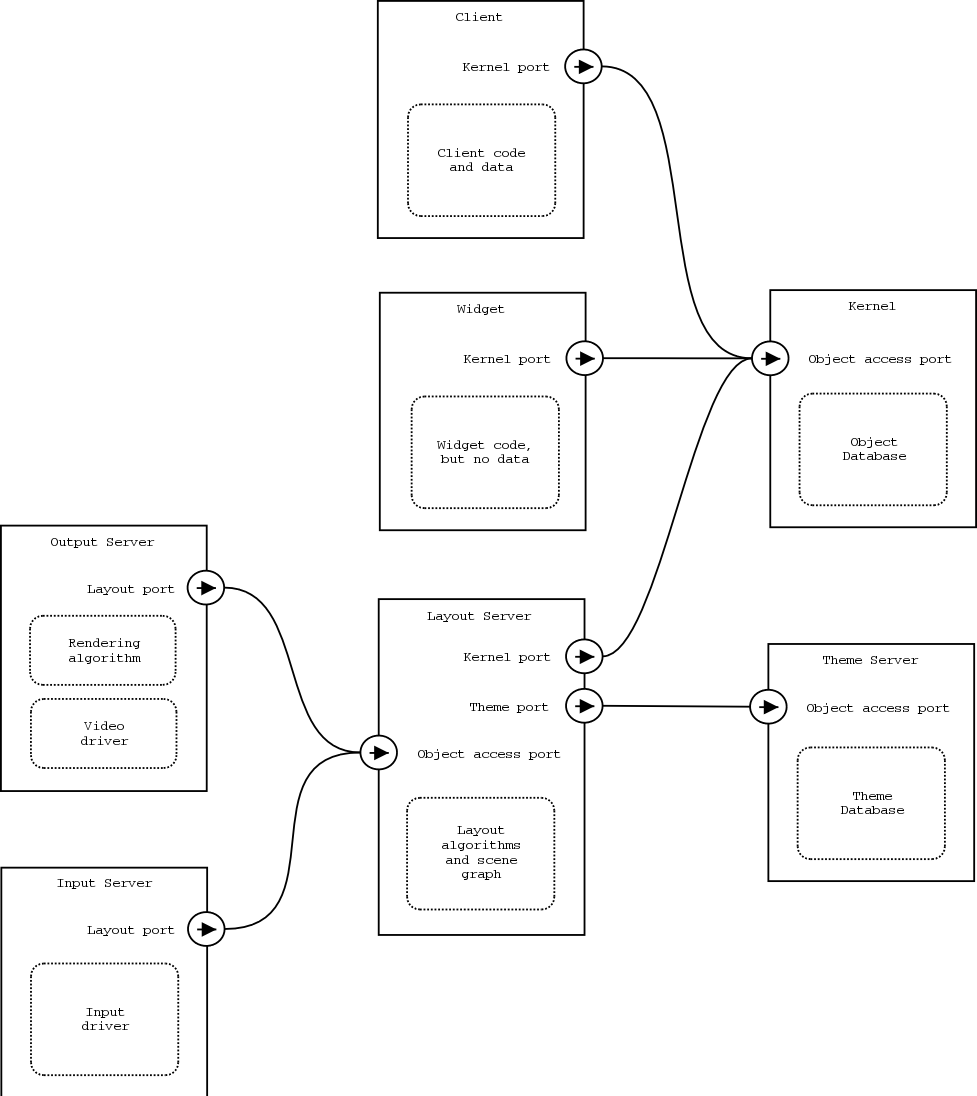 Client
Kernel port
Client code
and data
Widget
Kernel port
Widget code,
but no data
Kernel
Object access port
Object
Database
Output Server
Layout port
Rendering
algorithm
Video
driver
Layout Server
Kernel port
Theme port
Object access port
Layout
algorithms
and scene
graph
Theme Server
Object access port
Theme
Database
Input Server
Layout port
Input
driver